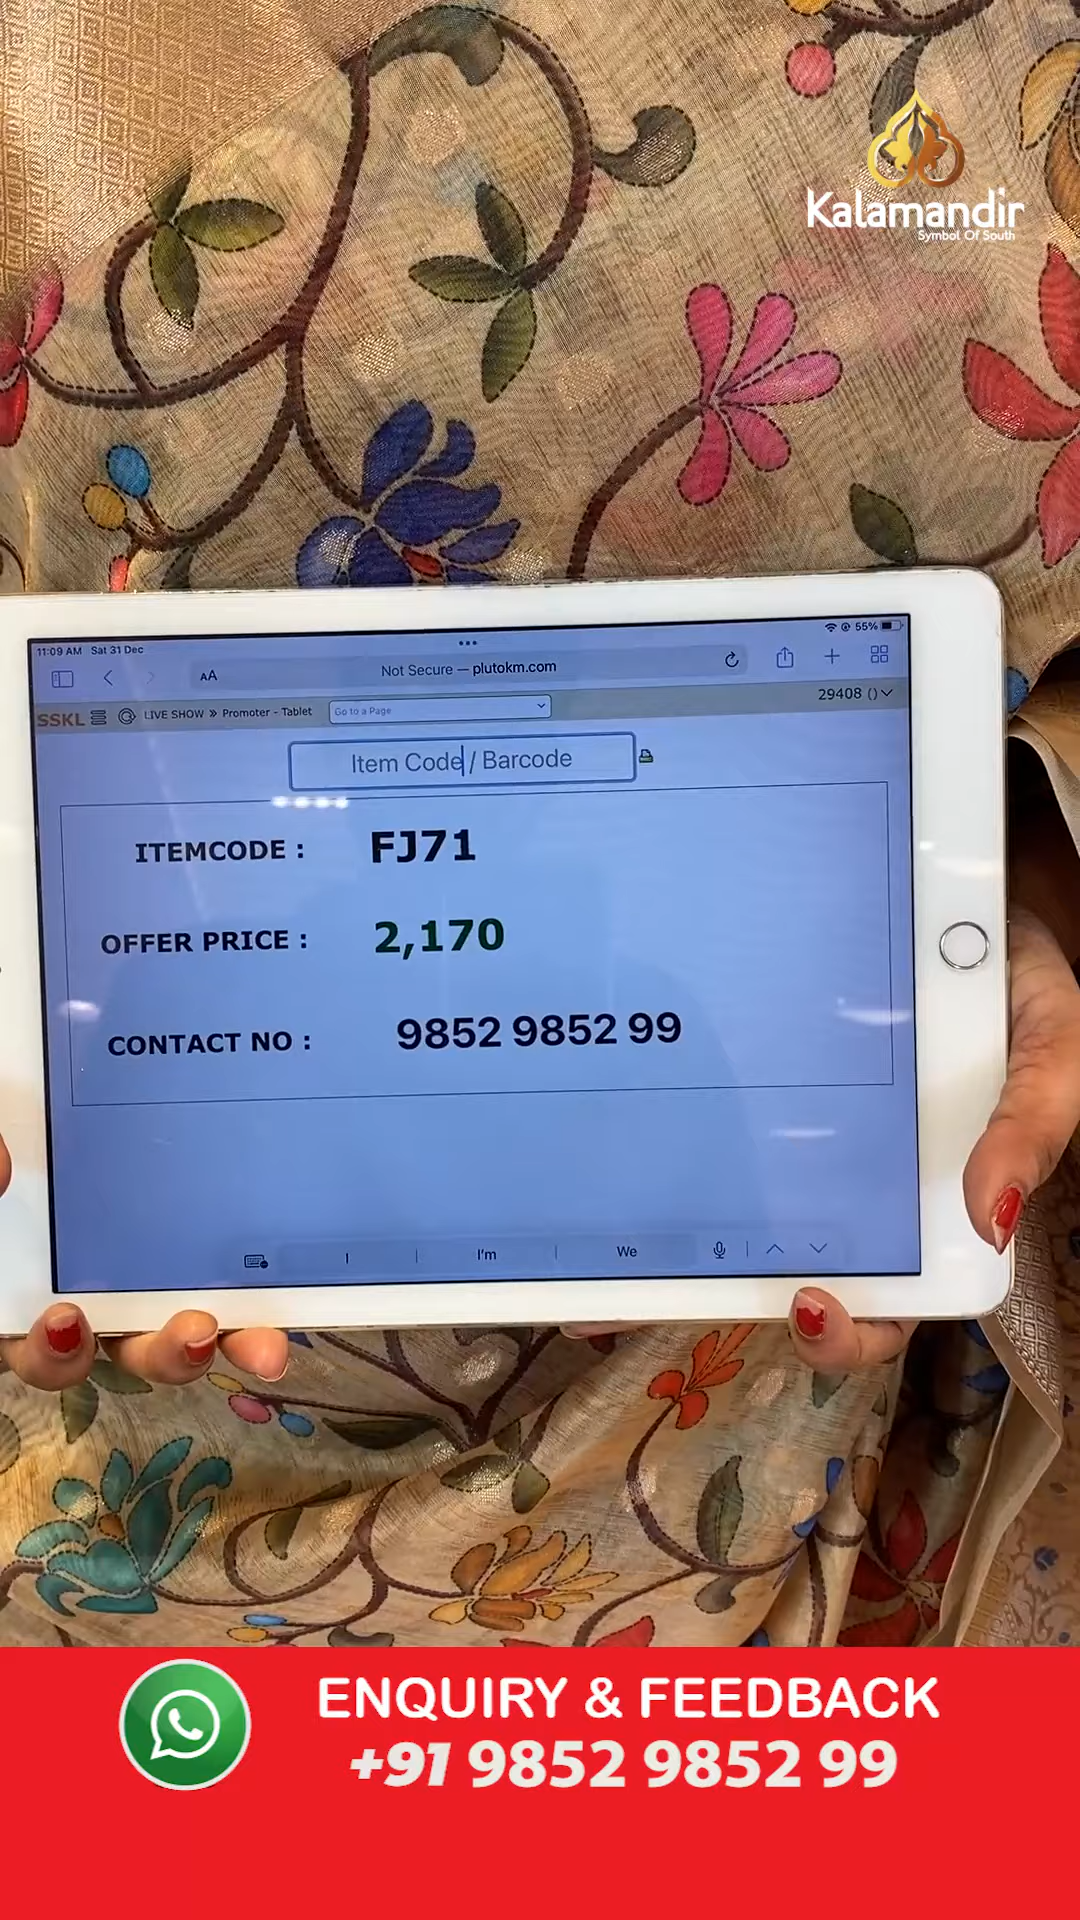 Kalamandir
Symbol Of South
11:09 AM Sat 31 Dec
55%
AA
Not Secure — plutokm.com
SSKL
LIVE SHOW » Promoter - Tablet
Go to a Page
29408 ()
Item Code / Barcode
ITEMCODE : FJ71
OFFER PRICE : 2,170
CONTACT NO : 9852 9852 99
I
I'm
We
ENQUIRY & FEEDBACK
+91 9852 9852 99